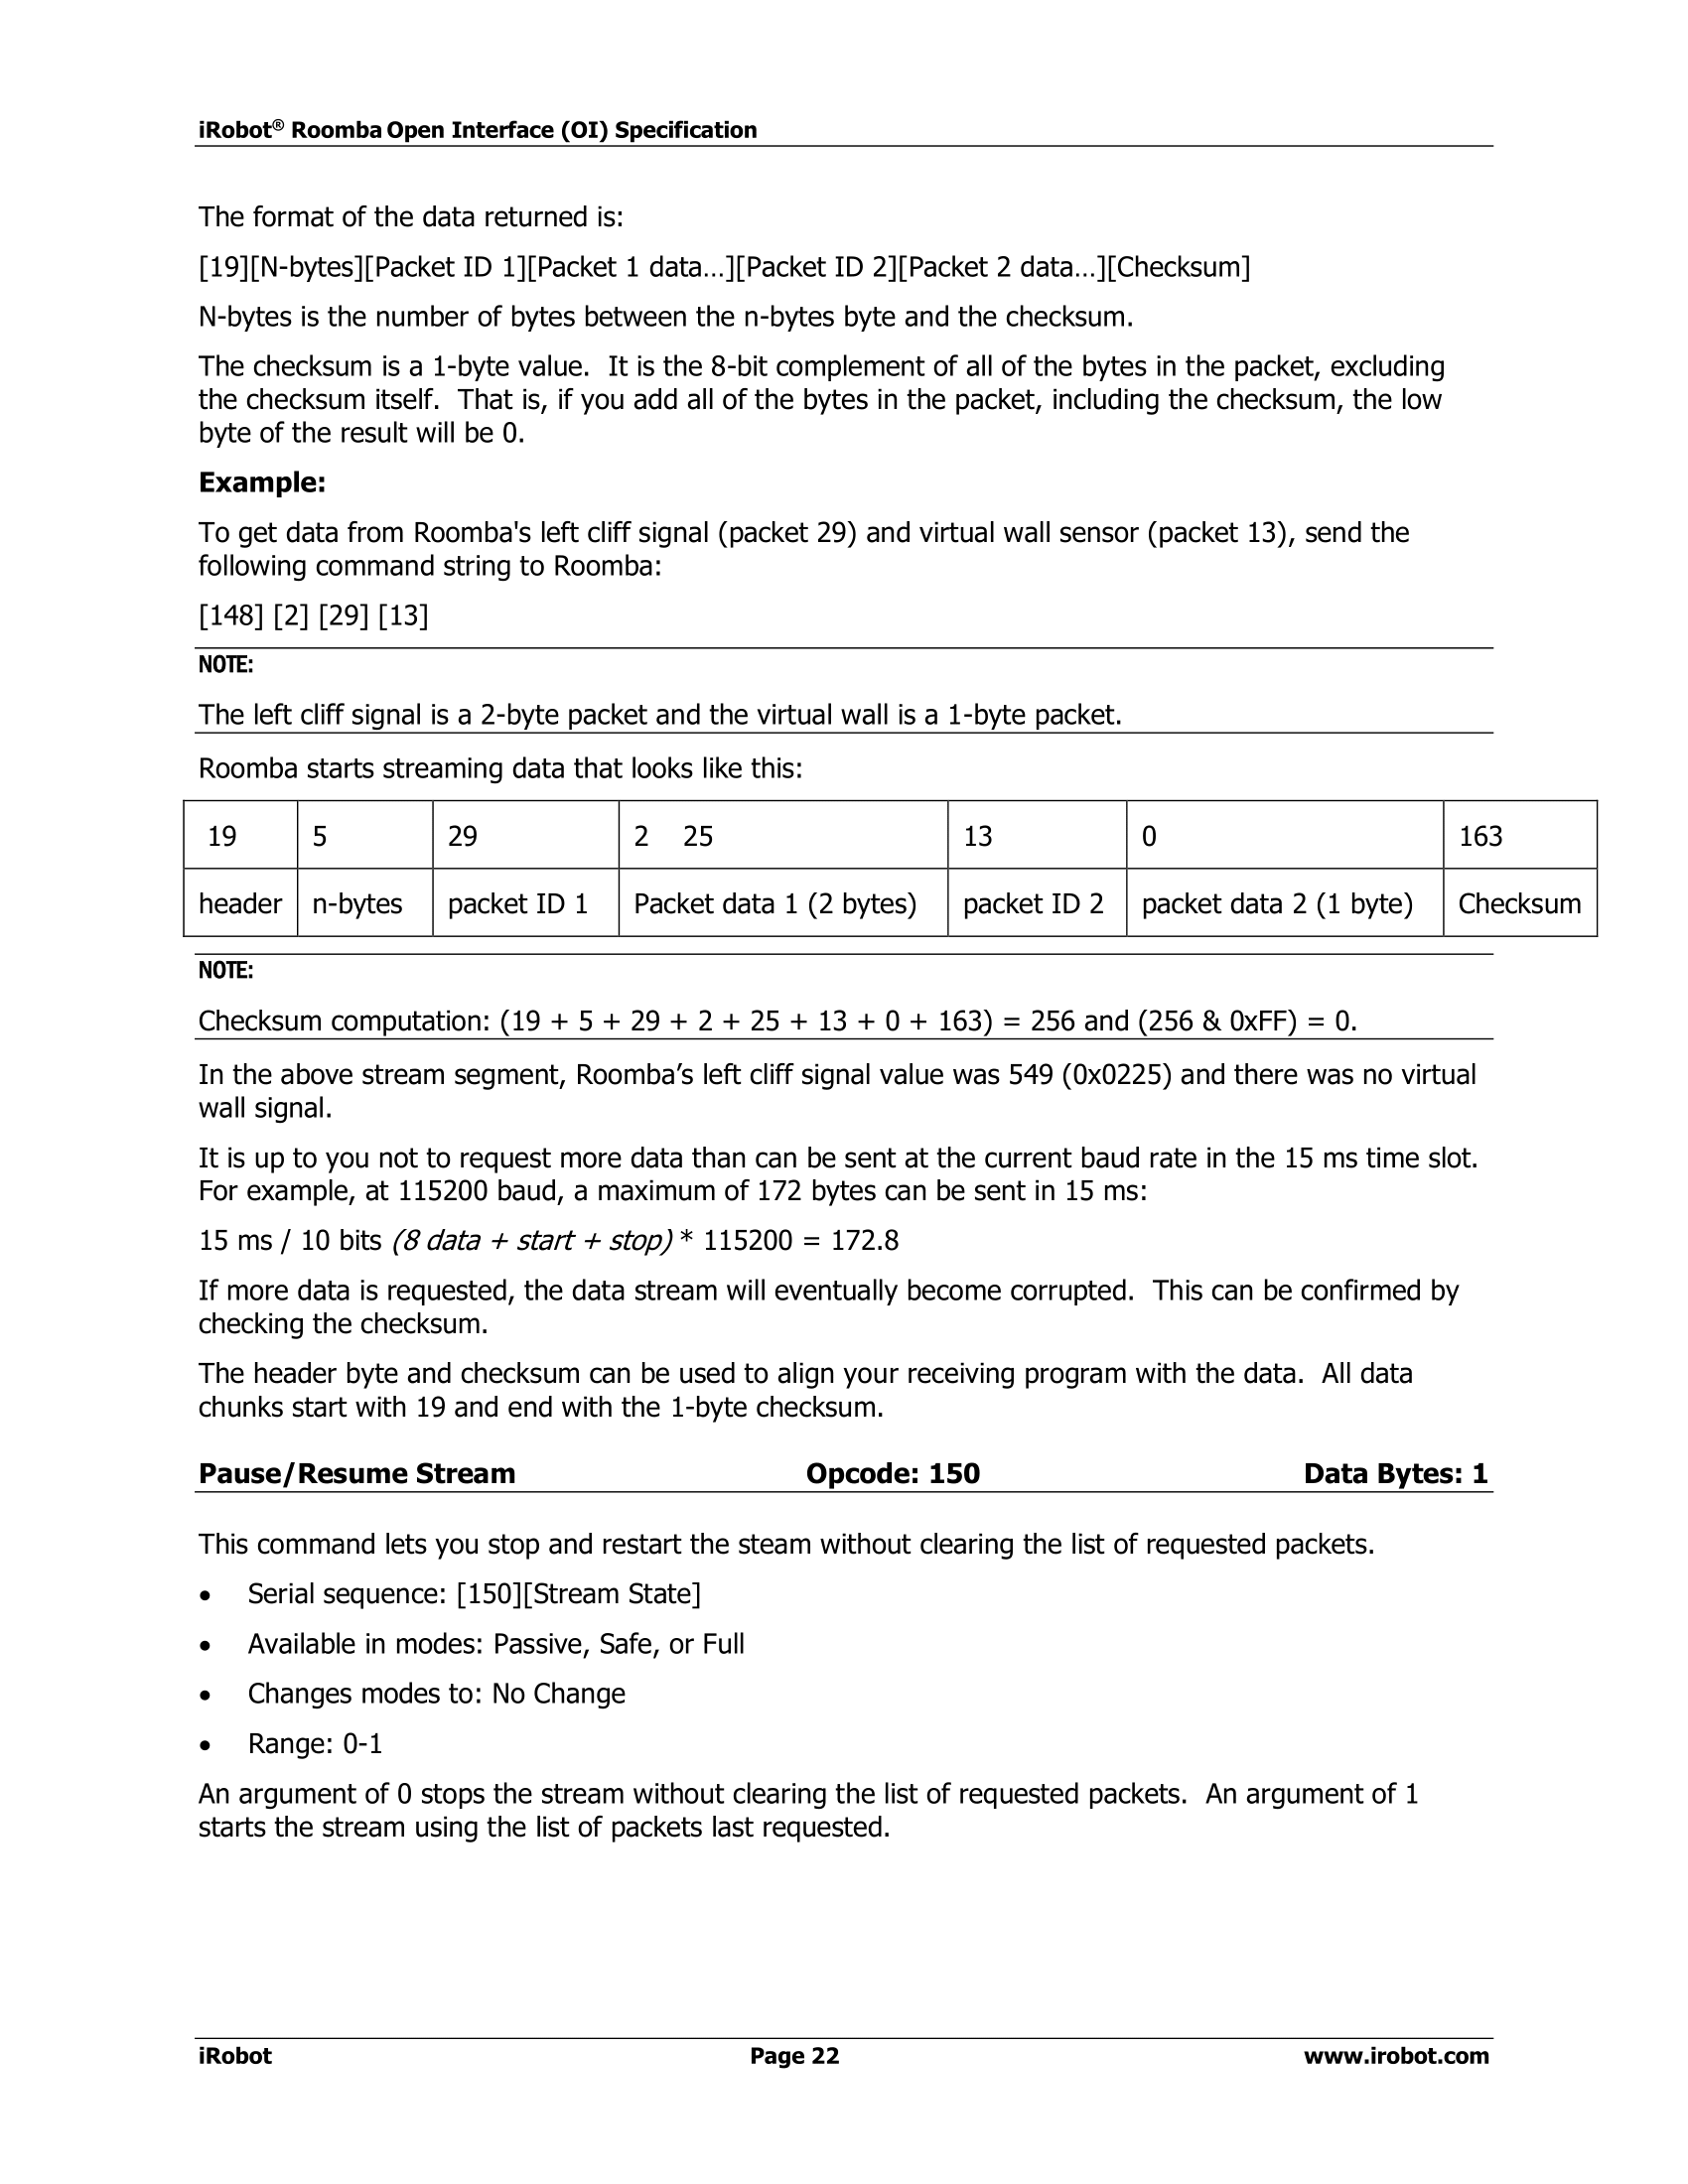 iRobot® Roomba Open Interface (OI) Specification
The format of the data returned is:
[19][N-bytes][Packet ID 1][Packet 1 data…][Packet ID 2][Packet 2 data…][Checksum]
N-bytes is the number of bytes between the n-bytes byte and the checksum.
The checksum is a 1-byte value.  It is the 8-bit complement of all of the bytes in the packet, excluding
the checksum itself.  That is, if you add all of the bytes in the packet, including the checksum, the low
byte of the result will be 0.
Example:
To get data from Roomba's left cliff signal (packet 29) and virtual wall sensor (packet 13), send the
following command string to Roomba:
[148] [2] [29] [13]
NOTE:
The left cliff signal is a 2-byte packet and the virtual wall is a 1-byte packet.
Roomba starts streaming data that looks like this:
19 5 29 2 25 13 0 163
header n-bytes packet ID 1 Packet data 1 (2 bytes) packet ID 2 packet data 2 (1 byte) Checksum
NOTE:
Checksum computation: (19 + 5 + 29 + 2 + 25 + 13 + 0 + 163) = 256 and (256 & 0xFF) = 0.
In the above stream segment, Roomba’s left cliff signal value was 549 (0x0225) and there was no virtual
wall signal.
It is up to you not to request more data than can be sent at the current baud rate in the 15 ms time slot.
For example, at 115200 baud, a maximum of 172 bytes can be sent in 15 ms:
15 ms / 10 bits (8 data + start + stop) * 115200 = 172.8
If more data is requested, the data stream will eventually become corrupted.  This can be confirmed by
checking the checksum.
The header byte and checksum can be used to align your receiving program with the data.  All data
chunks start with 19 and end with the 1-byte checksum.
Pause/Resume Stream Opcode: 150 Data Bytes: 1
This command lets you stop and restart the steam without clearing the list of requested packets.
• Serial sequence: [150][Stream State]
• Available in modes: Passive, Safe, or Full
• Changes modes to: No Change
• Range: 0-1
An argument of 0 stops the stream without clearing the list of requested packets.  An argument of 1
starts the stream using the list of packets last requested.
iRobot Page 22 www.irobot.com